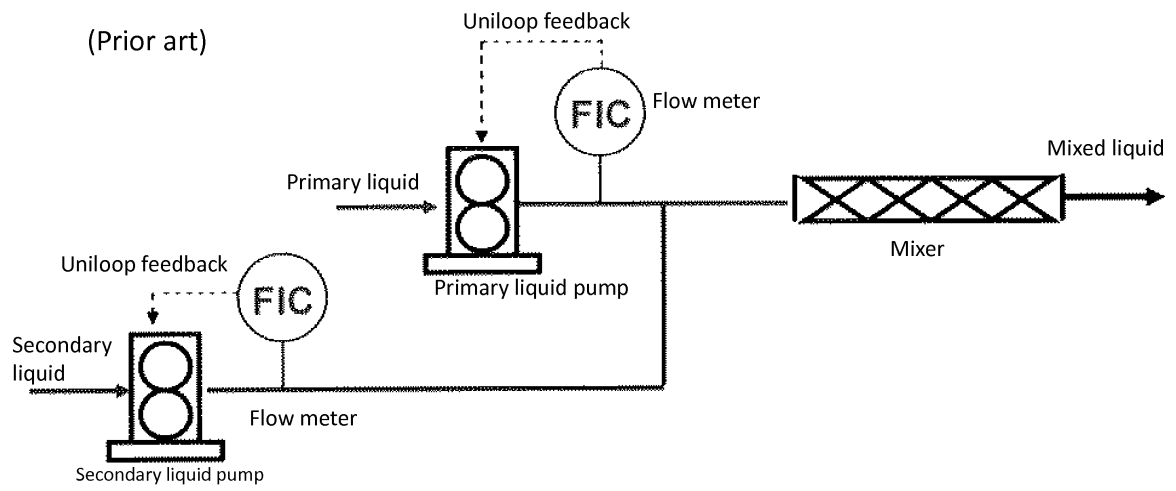 Uniloop feedback
(Prior art)
FIC
Flow meter
Mixed liquid
Primary liquid
Mixer
Uniloop feedback
Primary liquid pump
FIC
Secondary
liquid
Flow meter
Secondary liquid pump